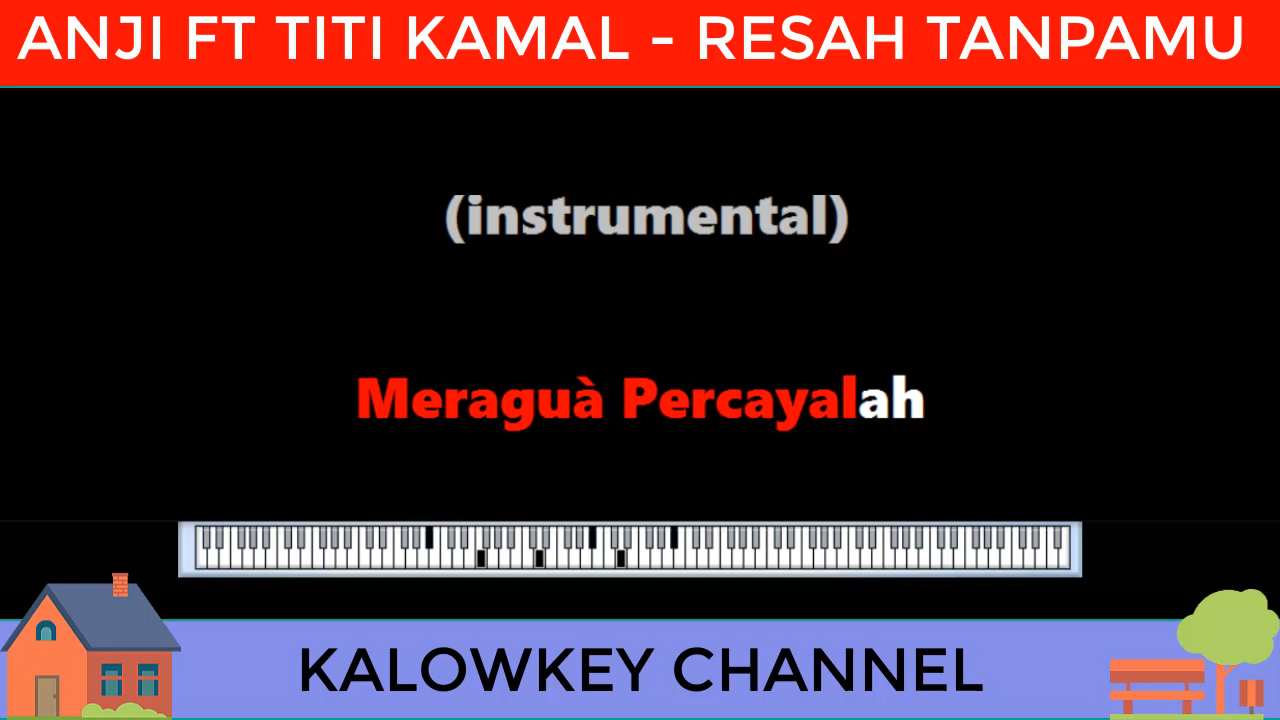 ANJI FT TITI KAMAL - RESAH TANPAMU
(instrumental)
Meraguà Percayalah
KALOWKEY CHANNEL